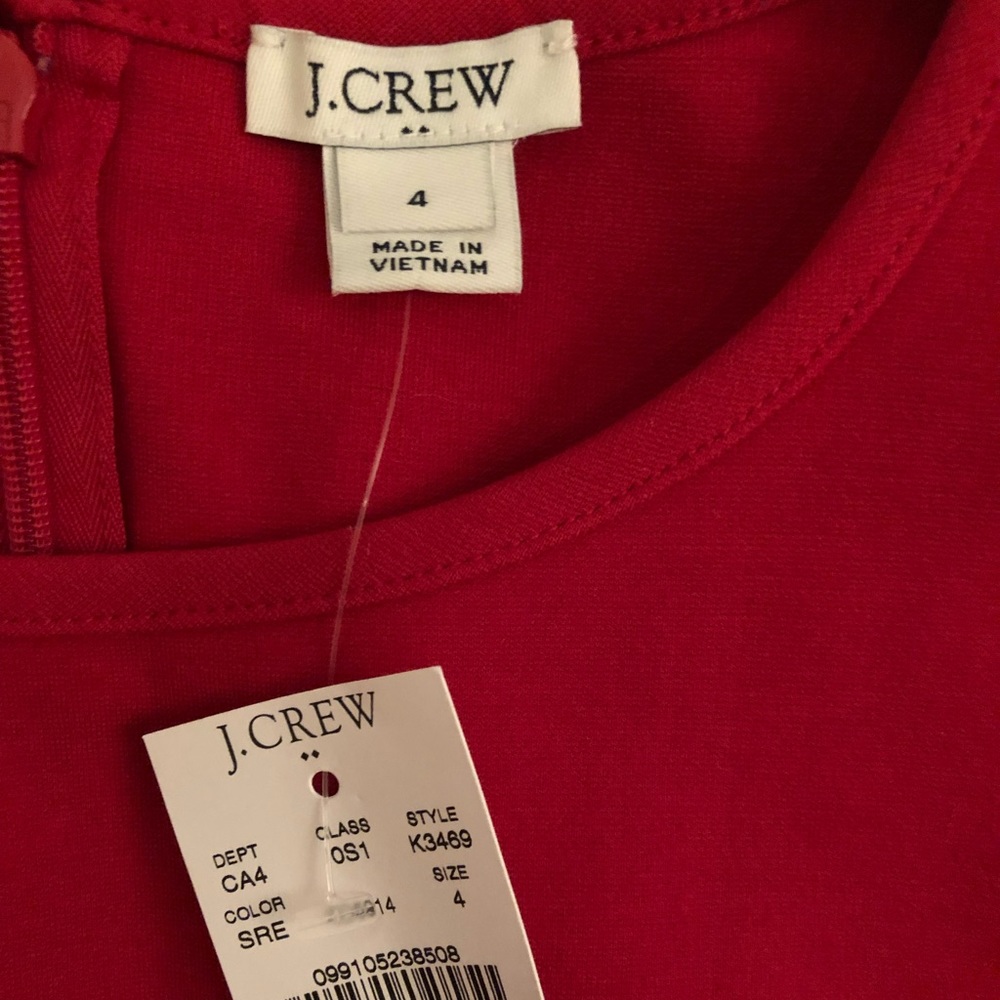 J.CREW
4
MADE IN
VIETNAM
J.CREW
DEPT CLASS STYLE
CA4 0S1 K3469
COLOR SIZE
SRE 4
099105238508